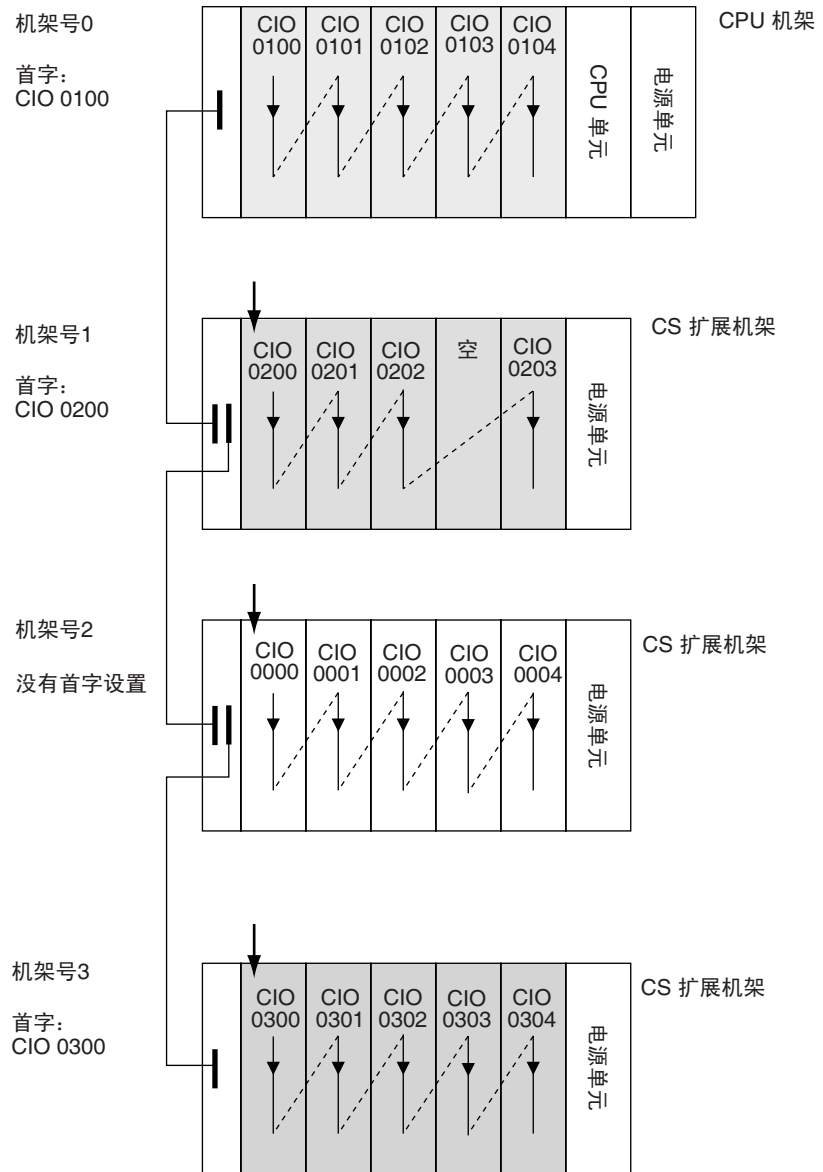 机架号0
首字：
CIO 0100
CIO 0100
CIO 0101
CIO 0102
CIO 0103
CIO 0104
CPU 单元
电源单元
CPU 机架
机架号1
首字：
CIO 0200
CIO 0200
CIO 0201
CIO 0202
空
CIO 0203
电源单元
CS 扩展机架
机架号2
没有首字设置
CIO 0000
CIO 0001
CIO 0002
CIO 0003
CIO 0004
电源单元
CS 扩展机架
机架号3
首字：
CIO 0300
CIO 0300
CIO 0301
CIO 0302
CIO 0303
CIO 0304
电源单元
CS 扩展机架